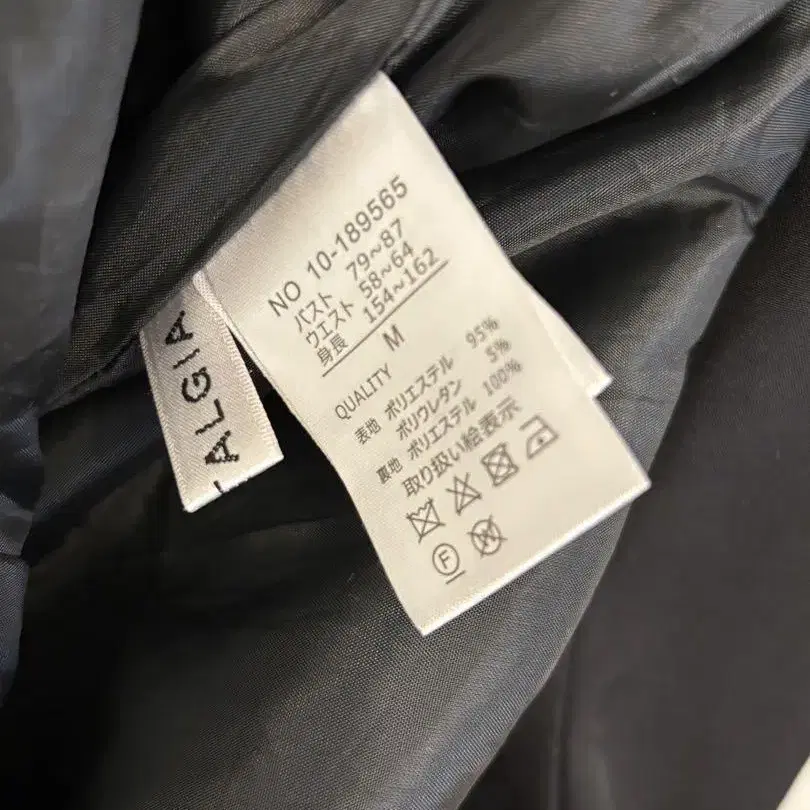 NO 10-189565
バスト 79~87
ウエスト 58~64
身長 154~162
M
QUALITY
表地 ポリエステル 95%
ポリウレタン 5%
裏地 ポリエステル 100%
取り扱い絵表示
F W
ALGIA